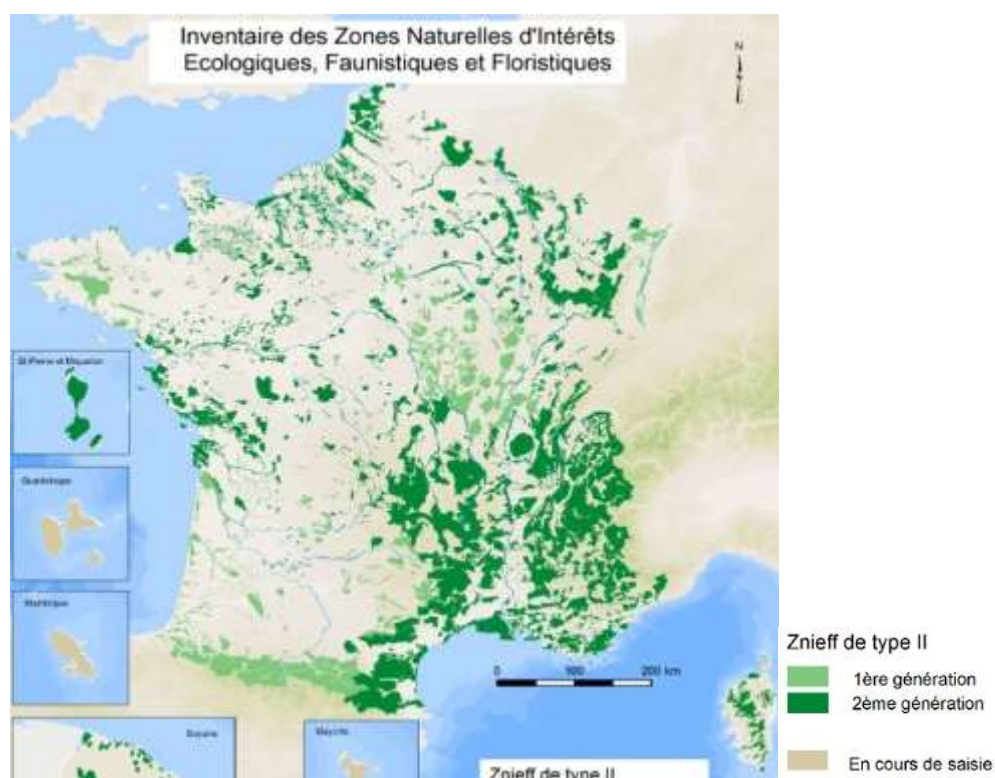 Inventaire des Zones Naturelles d'Intérêts
Ecologiques, Faunistiques et Floristiques
N
St-Pierre et Miquelon
Guadeloupe
Martinique
Guyane
Mayotte
0 100 200 km
Znieff de type II
Znieff de type II
1ère génération
2ème génération
En cours de saisie